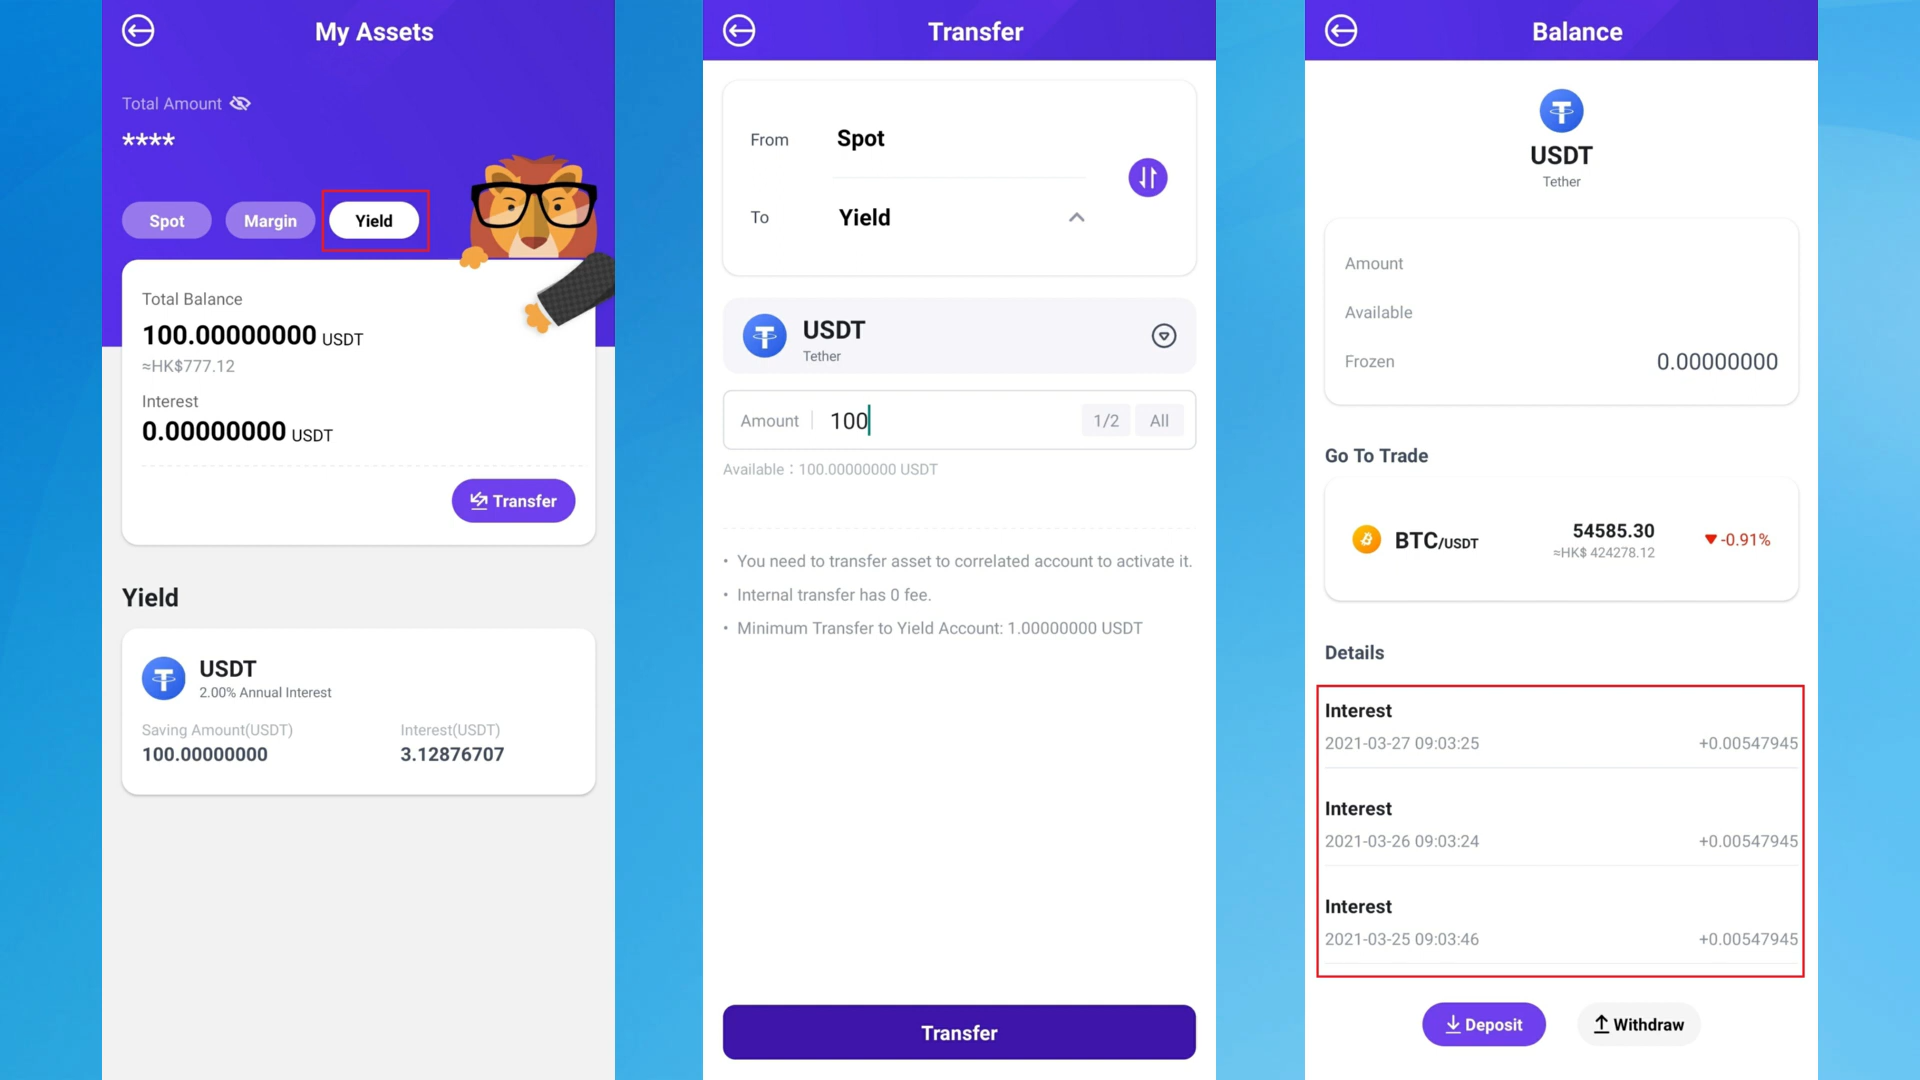 My Assets
Total Amount
****
Spot
Margin
Yield
Total Balance
100.00000000 USDT
≈HK$777.12
Interest
0.00000000 USDT
Transfer
Yield
USDT
2.00% Annual Interest
Saving Amount(USDT)
Interest(USDT)
100.00000000
3.12876707
Transfer
From
Spot
To
Yield
USDT
Tether
Amount
100
1/2
All
Available : 100.00000000 USDT
• You need to transfer asset to correlated account to activate it.
• Internal transfer has 0 fee.
• Minimum Transfer to Yield Account: 1.00000000 USDT
Transfer
Balance
USDT
Tether
Amount
Available
Frozen
0.00000000
Go To Trade
BTC/USDT
54585.30
≈HK$ 424278.12
-0.91%
Details
Interest
2021-03-27 09:03:25
+0.00547945
Interest
2021-03-26 09:03:24
+0.00547945
Interest
2021-03-25 09:03:46
+0.00547945
Deposit
Withdraw